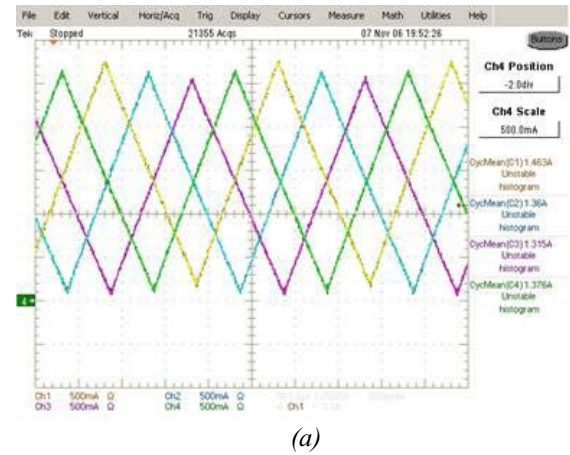 File Edit Vertical Horiz/Acq Trig Display Cursors Measure Math Utilities Help
Tek Stopped 21355 Acqs 07 Nov 06 19:52:26
Buttons
Ch4 Position
-2.0div
Ch4 Scale
500.0mA
CycMean(C1) 1.463A
Unstable
histogram
CycMean(C2) 1.36A
Unstable
histogram
CycMean(C3) 1.315A
Unstable
histogram
CycMean(C4) 1.376A
Unstable
histogram
4
Ch1 500mA Ω Ch2 500mA Ω
Ch3 500mA Ω Ch4 500mA Ω Ch1
(a)